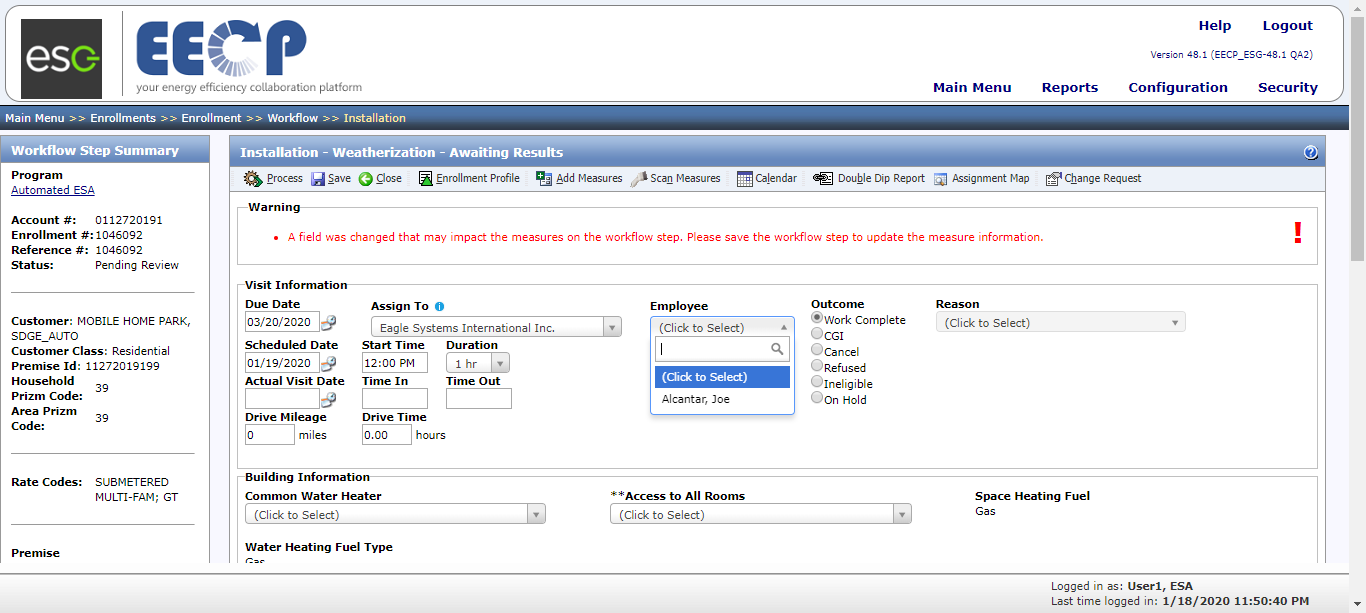 esg
EECP
your energy efficiency collaboration platform
Help Logout
Version 48.1 (EECP_ESG-48.1 QA2)
Main Menu Reports Configuration Security
Main Menu >> Enrollments >> Enrollment >> Workflow >> Installation
Workflow Step Summary
Program
Automated ESA
Account #: 0112720191
Enrollment #: 1046092
Reference #: 1046092
Status: Pending Review
Customer: MOBILE HOME PARK,
SDGE_AUTO
Customer Class: Residential
Premise Id: 11272019199
Household
Prizm Code: 39
Area Prizm
Code: 39
Rate Codes: SUBMETERED
MULTI-FAM; GT
Premise
Installation - Weatherization - Awaiting Results
?
Process Save Close Enrollment Profile Add Measures Scan Measures Calendar Double Dip Report Assignment Map Change Request
Warning
• A field was changed that may impact the measures on the workflow step. Please save the workflow step to update the measure information.
!
Visit Information
Due Date Assign To Employee Outcome Reason
03/20/2020 Eagle Systems International Inc. (Click to Select) Work Complete (Click to Select)
CGI
Scheduled Date Start Time Duration Cancel
01/19/2020 12:00 PM 1 hr Refused
(Click to Select)
Actual Visit Date Time In Time Out Ineligible
Alcantar, Joe On Hold
Drive Mileage Drive Time
0 miles 0.00 hours
Building Information
Common Water Heater **Access to All Rooms Space Heating Fuel
(Click to Select) (Click to Select) Gas
Water Heating Fuel Type
Gas
Logged in as: User1, ESA
Last time logged in: 1/18/2020 11:50:40 PM